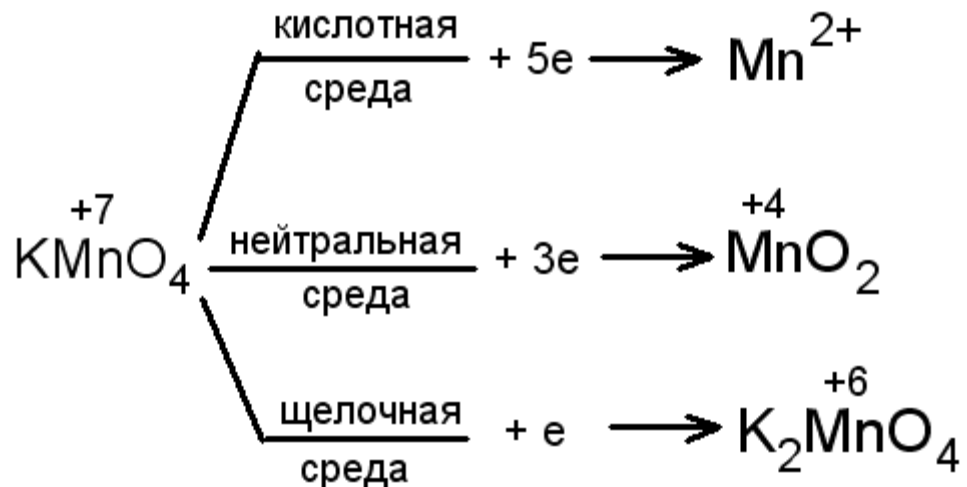 кислотная
среда
+ 5e
Mn²⁺
+7
KMnO₄
нейтральная
среда
+ 3e
+4
MnO₂
щелочная
среда
+ e
+6
K₂MnO₄